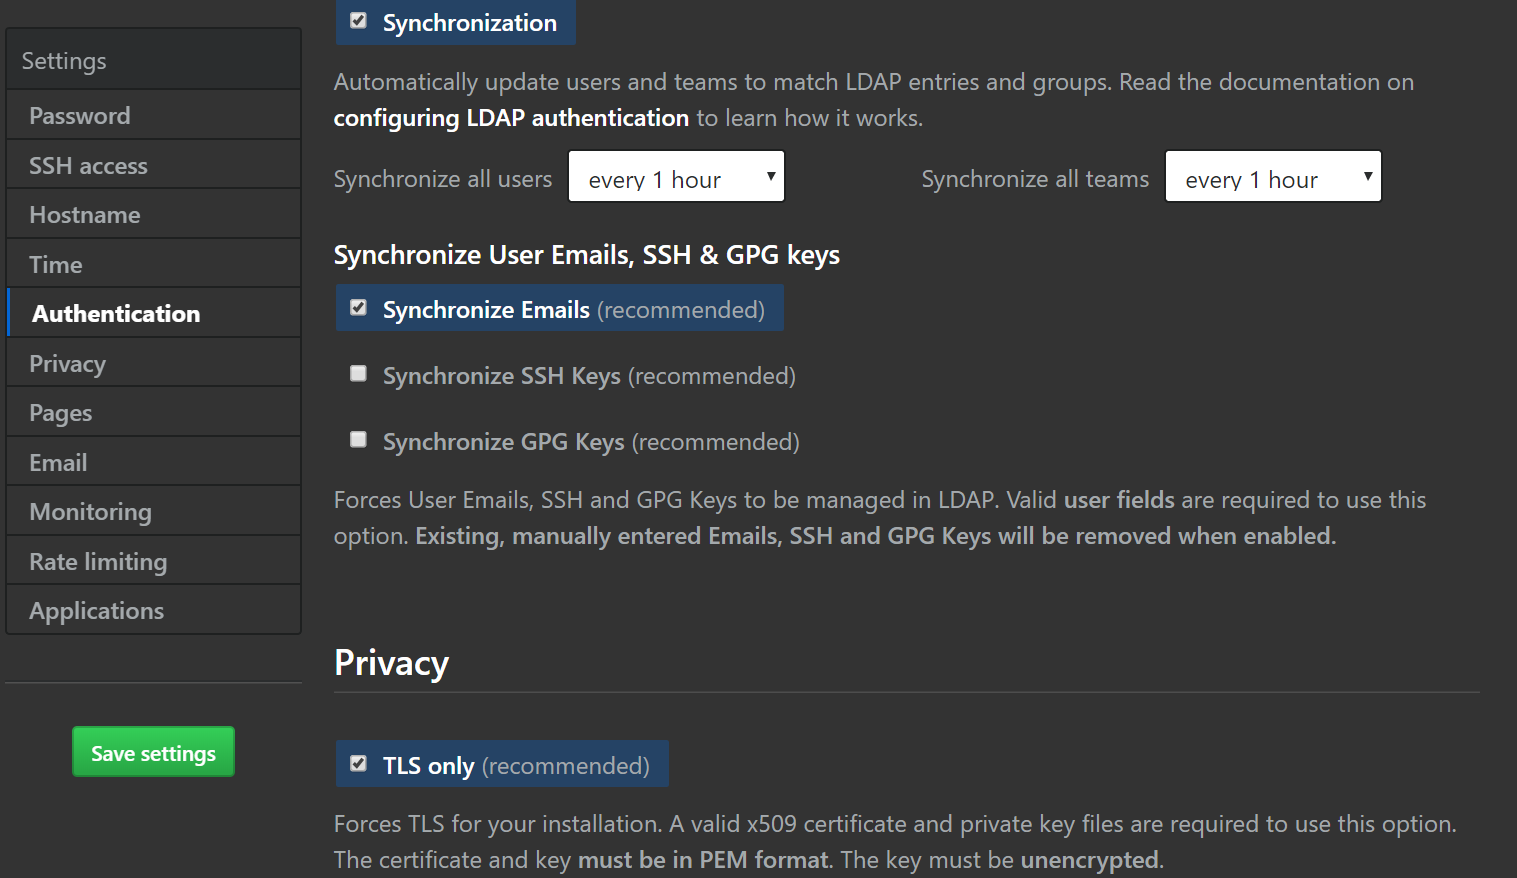 Settings
Password
SSH access
Hostname
Time
Authentication
Privacy
Pages
Email
Monitoring
Rate limiting
Applications
Save settings
Synchronization
Automatically update users and teams to match LDAP entries and groups. Read the documentation on
configuring LDAP authentication to learn how it works.
Synchronize all users every 1 hour Synchronize all teams every 1 hour
Synchronize User Emails, SSH & GPG keys
Synchronize Emails (recommended)
Synchronize SSH Keys (recommended)
Synchronize GPG Keys (recommended)
Forces User Emails, SSH and GPG Keys to be managed in LDAP. Valid user fields are required to use this
option. Existing, manually entered Emails, SSH and GPG Keys will be removed when enabled.
Privacy
TLS only (recommended)
Forces TLS for your installation. A valid x509 certificate and private key files are required to use this option.
The certificate and key must be in PEM format. The key must be unencrypted.